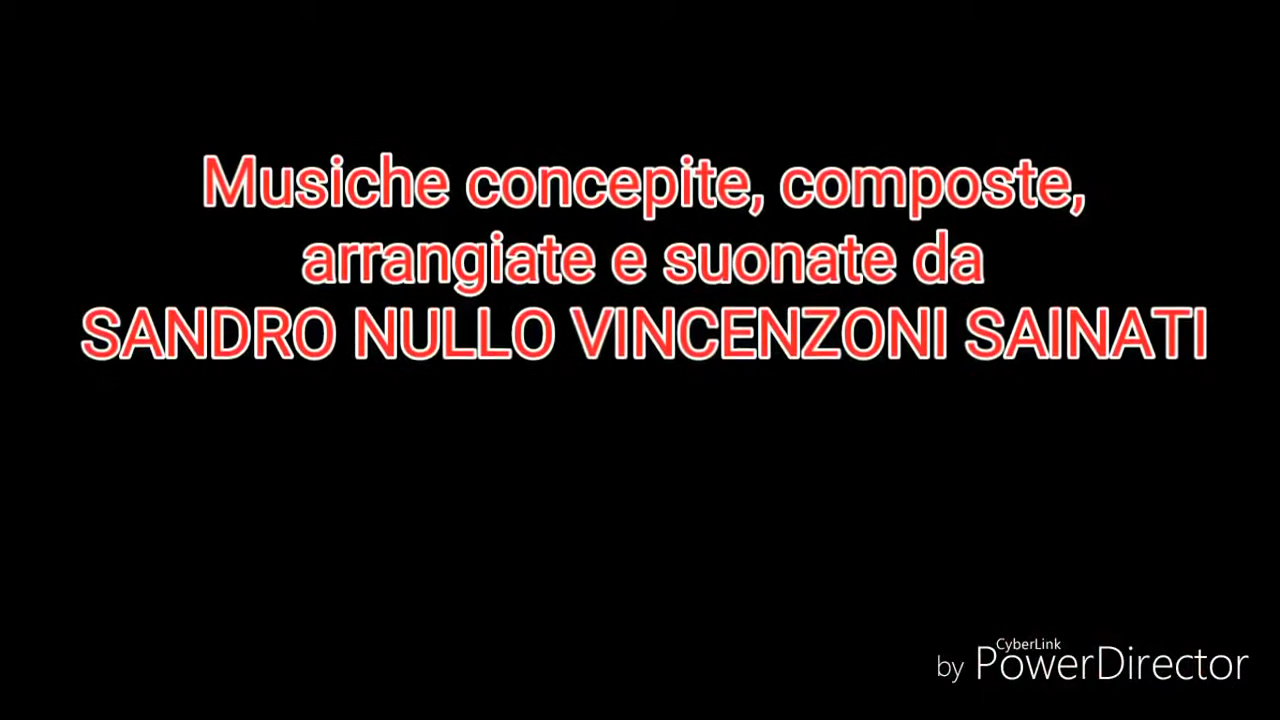 Musiche concepite, composte,
arrangiate e suonate da
SANDRO NULLO VINCENZONI SAINATI
CyberLink
by PowerDirector